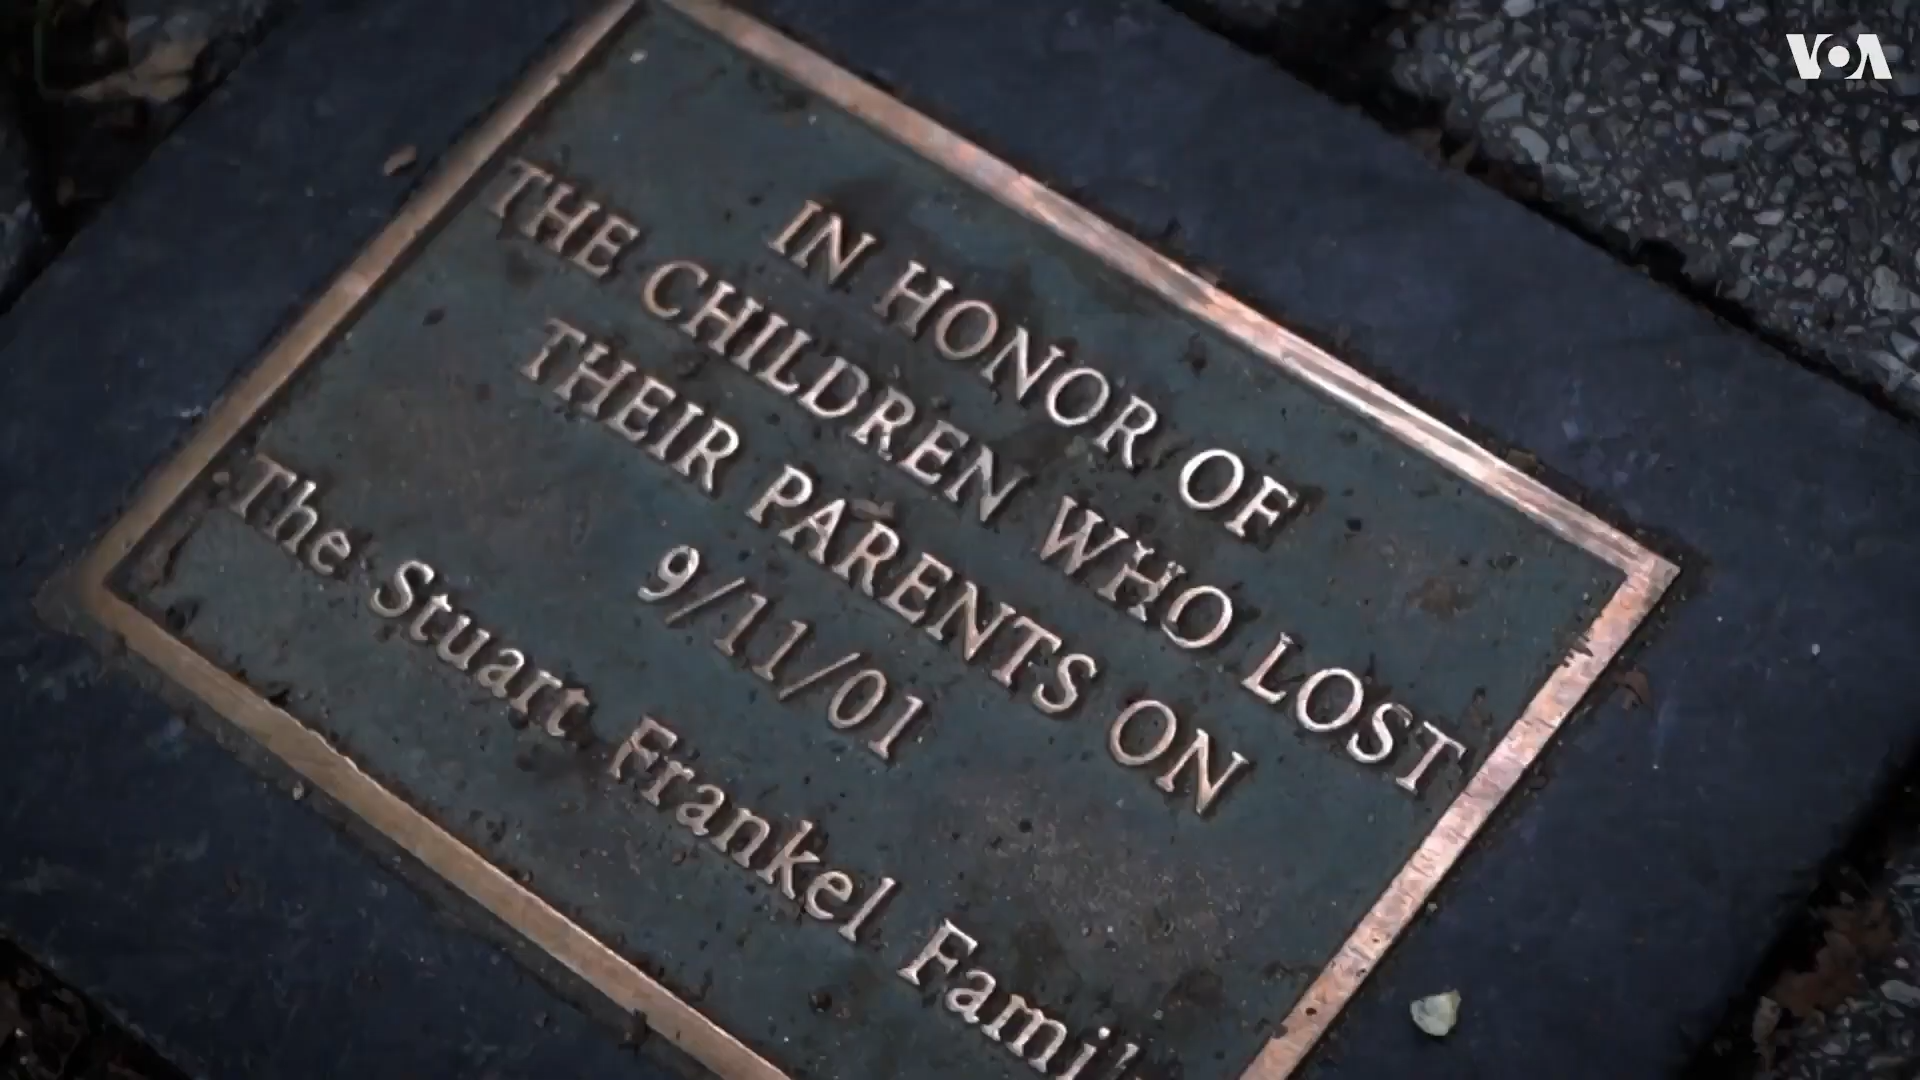 VOA
IN HONOR OF
THE CHILDREN WHO LOST
THEIR PARENTS ON
9/11/01
The Stuart Frankel